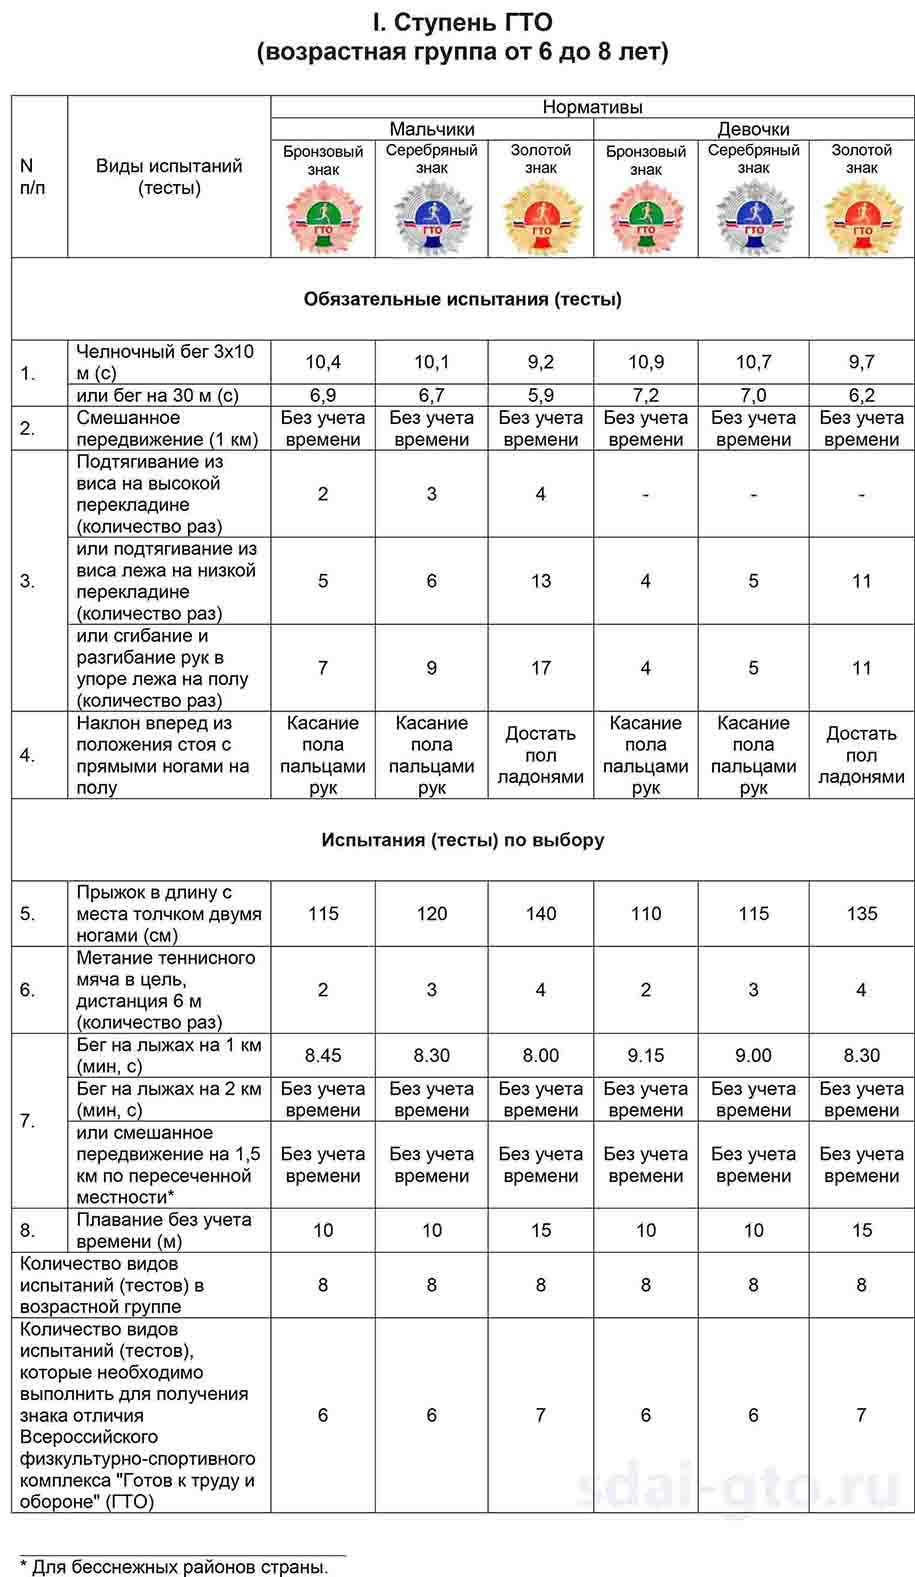 I. Ступень ГТО
(возрастная группа от 6 до 8 лет)
N
п/п
Виды испытаний
(тесты)
Нормативы
Мальчики
Девочки
Бронзовый
знак
Серебряный
знак
Золотой
знак
Бронзовый
знак
Серебряный
знак
Золотой
знак
ГТО
ГТО
ГТО
ГТО
ГТО
ГТО
Обязательные испытания (тесты)
1.
Челночный бег 3х10
м (с)
10,4
10,1
9,2
10,9
10,7
9,7
или бег на 30 м (с)
6,9
6,7
5,9
7,2
7,0
6,2
2.
Смешанное
передвижение (1 км)
Без учета
времени
Без учета
времени
Без учета
времени
Без учета
времени
Без учета
времени
Без учета
времени
3.
Подтягивание из
виса на высокой
перекладине
(количество раз)
2
3
4
-
-
-
или подтягивание из
виса лежа на низкой
перекладине
(количество раз)
5
6
13
4
5
11
или сгибание и
разгибание рук в
упоре лежа на полу
(количество раз)
7
9
17
4
5
11
4.
Наклон вперед из
положения стоя с
прямыми ногами на
полу
Касание
пола
пальцами
рук
Касание
пола
пальцами
рук
Достать
пол
ладонями
Касание
пола
пальцами
рук
Касание
пола
пальцами
рук
Достать
пол
ладонями
Испытания (тесты) по выбору
5.
Прыжок в длину с
места толчком двумя
ногами (см)
115
120
140
110
115
135
6.
Метание теннисного
мяча в цель,
дистанция 6 м
(количество раз)
2
3
4
2
3
4
7.
Бег на лыжах на 1 км
(мин, с)
8.45
8.30
8.00
9.15
9.00
8.30
Бег на лыжах на 2 км
(мин, с)
Без учета
времени
Без учета
времени
Без учета
времени
Без учета
времени
Без учета
времени
Без учета
времени
или смешанное
передвижение на 1,5
км по пересеченной
местности*
Без учета
времени
Без учета
времени
Без учета
времени
Без учета
времени
Без учета
времени
Без учета
времени
8.
Плавание без учета
времени (м)
10
10
15
10
10
15
Количество видов
испытаний (тестов) в
возрастной группе
8
8
8
8
8
8
Количество видов
испытаний (тестов),
которые необходимо
выполнить для получения
знака отличия
Всероссийского
физкультурно-спортивного
комплекса "Готов к труду и
обороне" (ГТО)
6
6
7
6
6
7
sdai-gto.ru
* Для бесснежных районов страны.